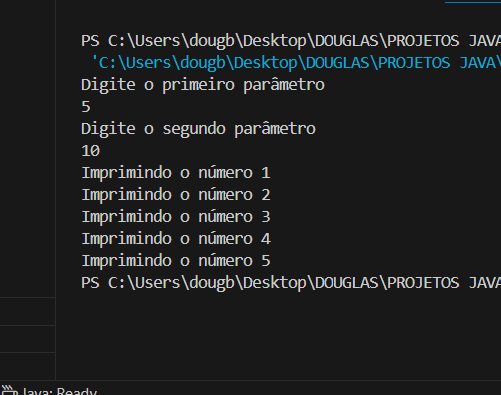 PS C:\Users\dougb\Desktop\DOUGLAS\PROJETOS JAVA
'C:\Users\dougb\Desktop\DOUGLAS\PROJETOS JAVA\
Digite o primeiro parâmetro
5
Digite o segundo parâmetro
10
Imprimindo o número 1
Imprimindo o número 2
Imprimindo o número 3
Imprimindo o número 4
Imprimindo o número 5
PS C:\Users\dougb\Desktop\DOUGLAS\PROJETOS JAVA
Java: Ready